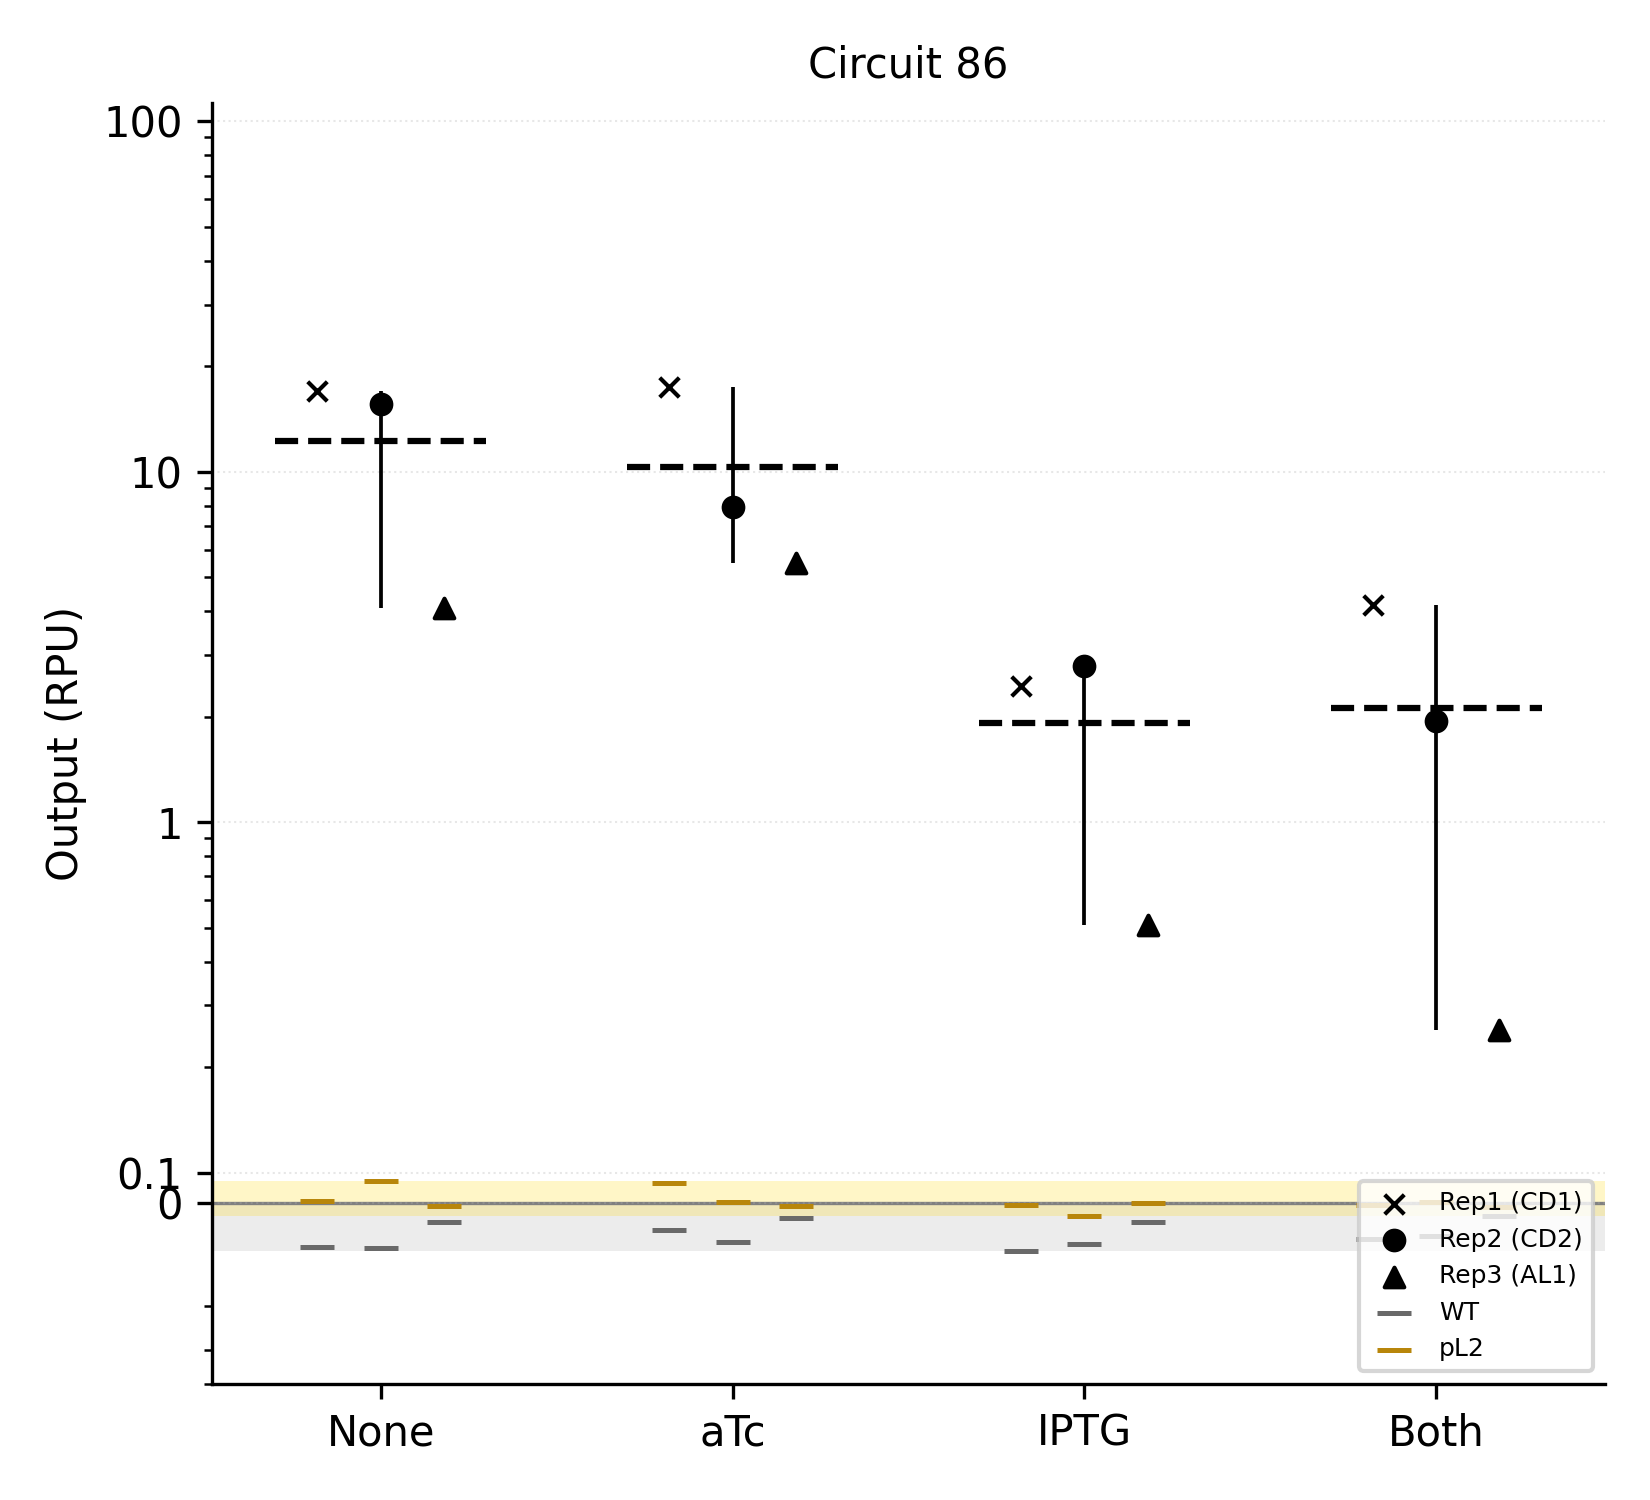 Circuit 86
100
10
1
0.1
0
Output (RPU)
None
aTc
IPTG
Both
Rep1 (CD1)
Rep2 (CD2)
Rep3 (AL1)
WT
pL2